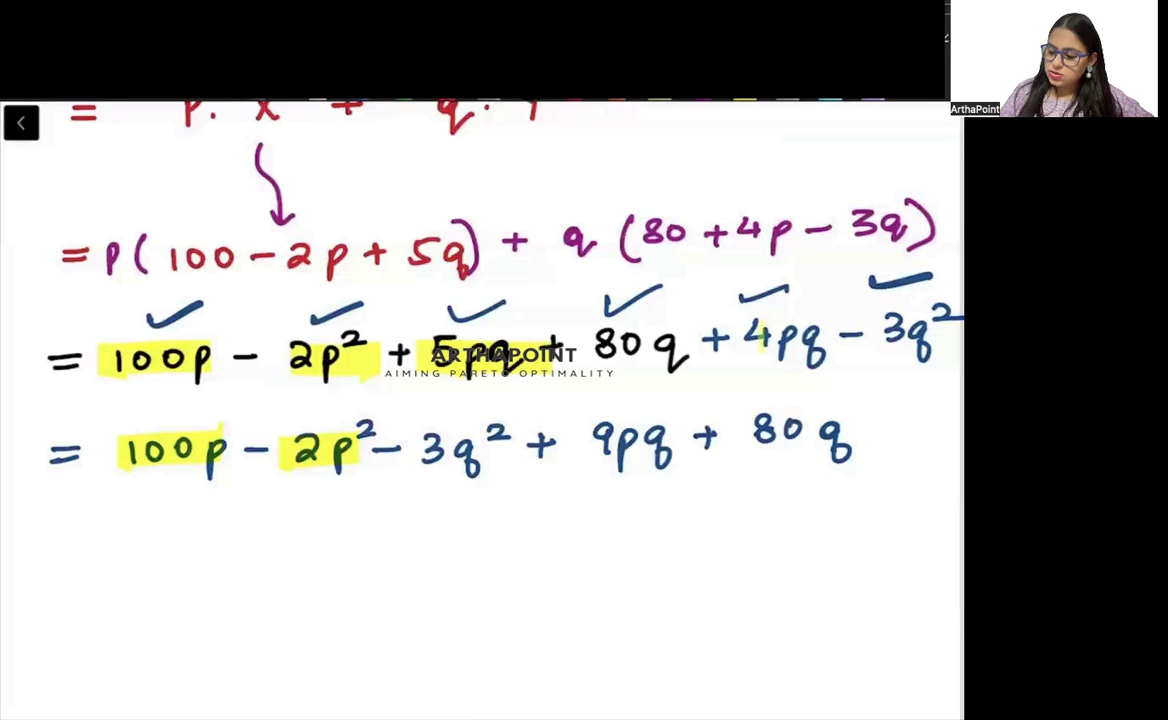 ArthaPoint
= p. x + q.
= p(100 - 2p + 5q) + q (80 + 4p - 3q)
= 100p - 2p² + 5pq + 80q + 4pq - 3q²
ARTHAPOINT
AIMING PARETO OPTIMALITY
= 100p - 2p² - 3q² + 9pq + 80q